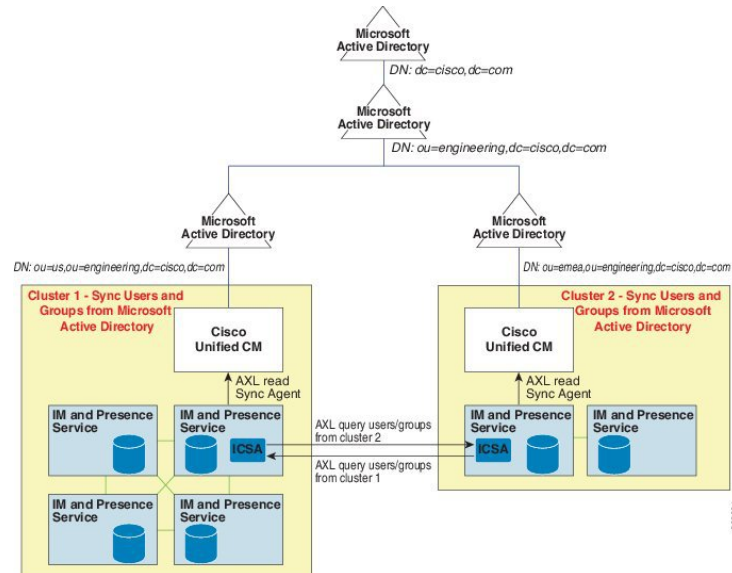 Microsoft
Active Directory
DN: dc=cisco,dc=com
Microsoft
Active Directory
DN: ou=engineering,dc=cisco,dc=com
Microsoft
Active Directory
Microsoft
Active Directory
DN: ou=us,ou=engineering,dc=cisco,dc=com
DN: ou=emea,ou=engineering,dc=cisco,dc=com
Cluster 1 - Sync Users and
Groups from Microsoft
Active Directory
Cisco
Unified CM
AXL read
Sync Agent
IM and Presence
Service
IM and Presence
Service
ICSA
IM and Presence
Service
IM and Presence
Service
AXL query users/groups
from cluster 2
AXL query users/groups
from cluster 1
Cluster 2 - Sync Users and
Groups from Microsoft
Active Directory
Cisco
Unified CM
AXL read
Sync Agent
IM and Presence
Service
ICSA
IM and Presence
Service